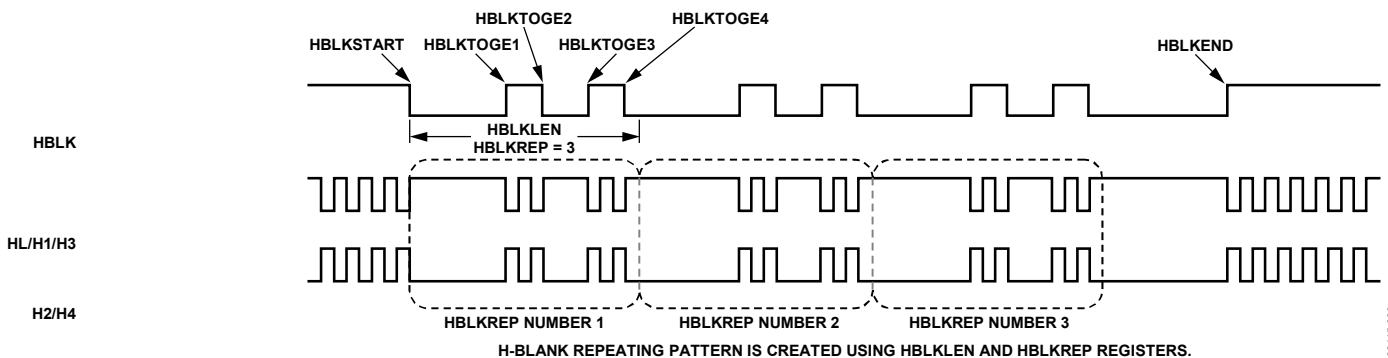 HBLKTOGE2
HBLKTOGE4
HBLKSTART
HBLKTOGE1
HBLKTOGE3
HBLKEND
HBLK
HBLKLEN
HBLKREP = 3
HL/H1/H3
H2/H4
HBLKREP NUMBER 1
HBLKREP NUMBER 2
HBLKREP NUMBER 3
H-BLANK REPEATING PATTERN IS CREATED USING HBLKLEN AND HBLKREP REGISTERS.